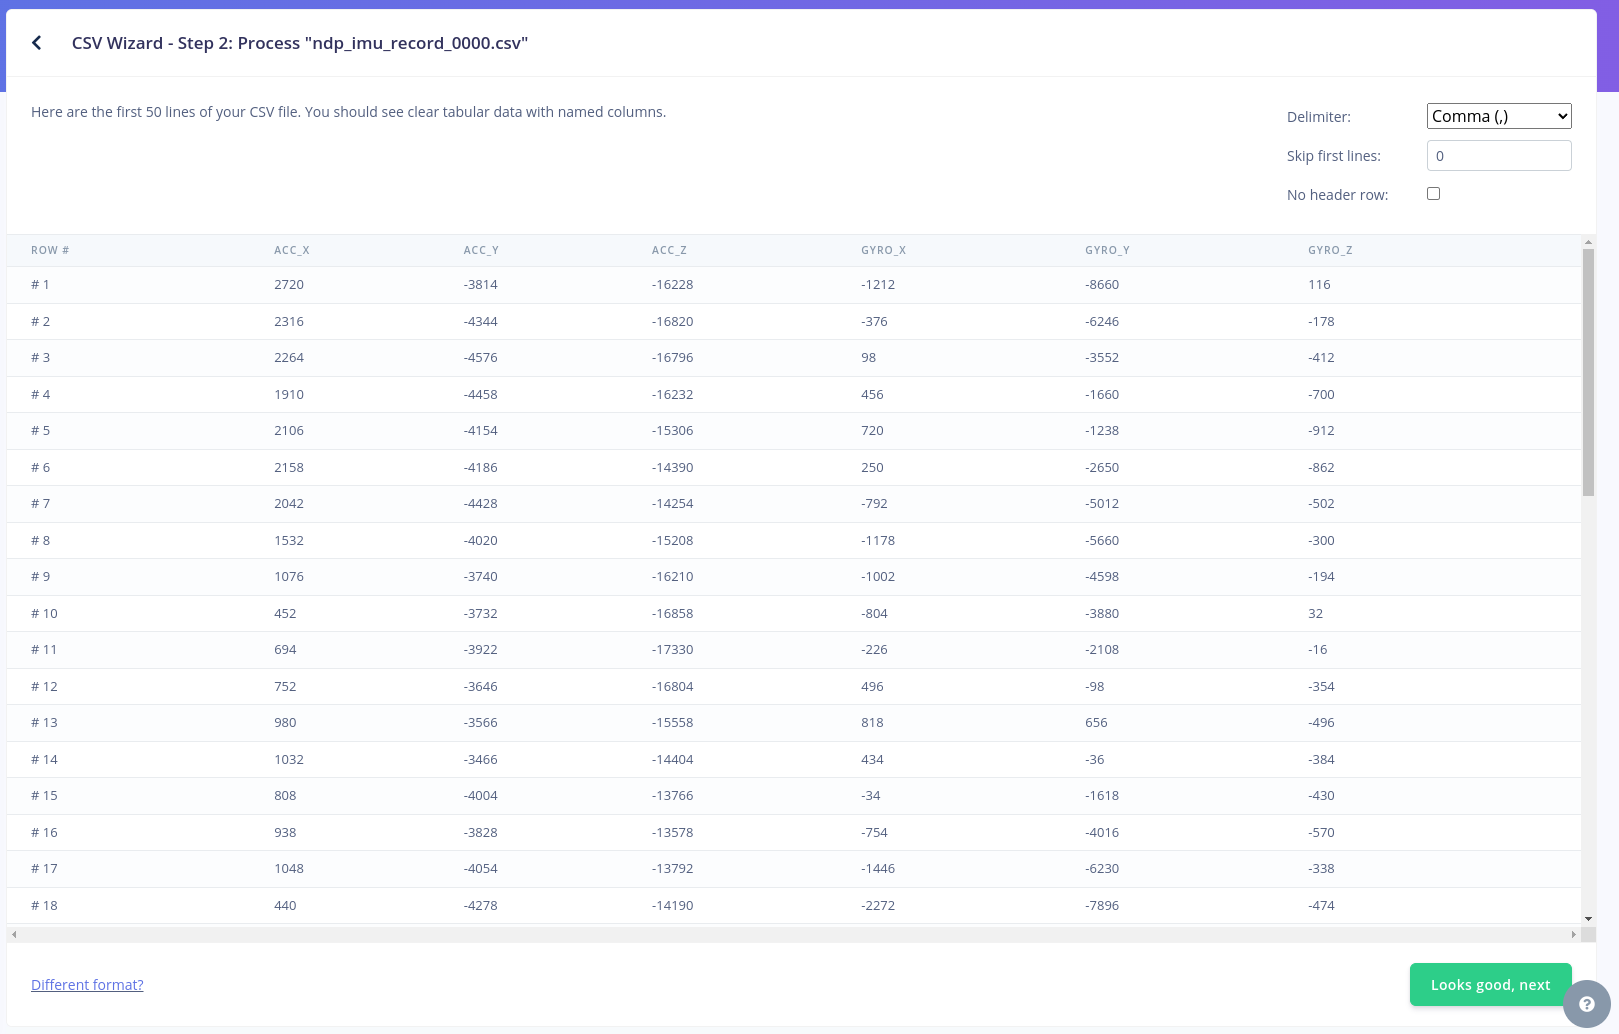 CSV Wizard - Step 2: Process "ndp_imu_record_0000.csv"
Here are the first 50 lines of your CSV file. You should see clear tabular data with named columns.
Delimiter: Comma (,)
Skip first lines: 0
No header row:
ROW # ACC_X ACC_Y ACC_Z GYRO_X GYRO_Y GYRO_Z
# 1 2720 -3814 -16228 -1212 -8660 116
# 2 2316 -4344 -16820 -376 -6246 -178
# 3 2264 -4576 -16796 98 -3552 -412
# 4 1910 -4458 -16232 456 -1660 -700
# 5 2106 -4154 -15306 720 -1238 -912
# 6 2158 -4186 -14390 250 -2650 -862
# 7 2042 -4428 -14254 -792 -5012 -502
# 8 1532 -4020 -15208 -1178 -5660 -300
# 9 1076 -3740 -16210 -1002 -4598 -194
# 10 452 -3732 -16858 -804 -3880 32
# 11 694 -3922 -17330 -226 -2108 -16
# 12 752 -3646 -16804 496 -98 -354
# 13 980 -3566 -15558 818 656 -496
# 14 1032 -3466 -14404 434 -36 -384
# 15 808 -4004 -13766 -34 -1618 -430
# 16 938 -3828 -13578 -754 -4016 -570
# 17 1048 -4054 -13792 -1446 -6230 -338
# 18 440 -4278 -14190 -2272 -7896 -474
Different format?
Looks good, next
?